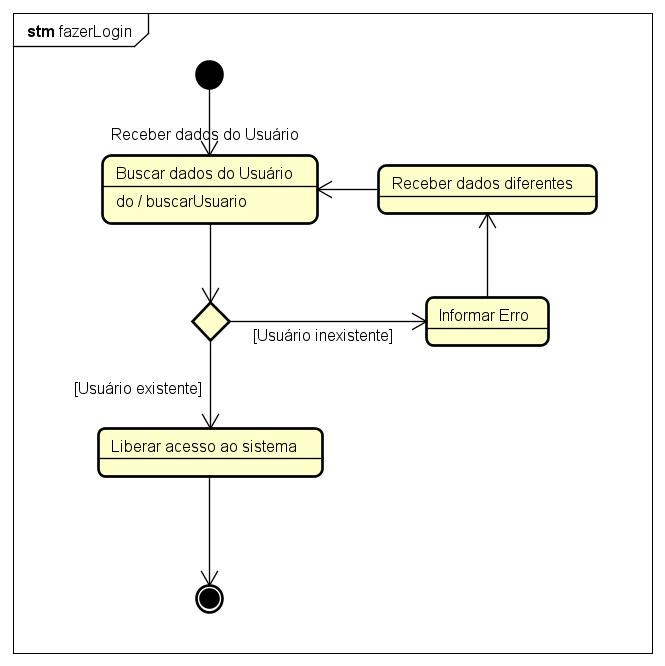 stm fazerLogin
Receber dados do Usuário
Buscar dados do Usuário
do / buscarUsuario
Receber dados diferentes
Informar Erro
[Usuário inexistente]
[Usuário existente]
Liberar acesso ao sistema